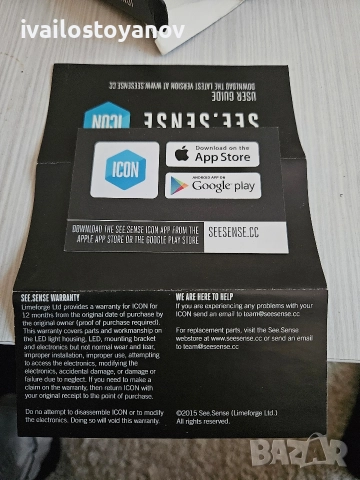 ivailostoyanov
DOWNLOAD THE LATEST VERSION AT WWW.SEESENSE.CC
USER GUIDE
SEE.SENSE
ICON
ICON
Download on the
App Store
ANDROID APP ON
Google play
DOWNLOAD THE SEE.SENSE ICON APP FROM THE
APPLE APP STORE OR THE GOOGLE PLAY STORE
SEESENSE.CC
SEE.SENSE WARRANTY
Limeforge Ltd provides a warranty for ICON for
12 months from the original date of purchase by
the original owner (proof of purchase required).
This warranty covers parts and workmanship on
the LED light housing, LED, mounting bracket
and electronics but not normal wear and tear,
improper installation, improper use, attempting
to access the electronics, modifying the
electronics, accidental damage, or damage or
failure due to neglect. If you need to make a
claim on the warranty, then return ICON with
your original receipt to the point of purchase.
Do no attempt to disassemble ICON or to modify
the electronics. Doing so will void this warranty.
WE ARE HERE TO HELP
If you are experiencing any problems with your
ICON send an email to team@seesense.cc
For replacement parts, visit the See.Sense
webstore at www.seesense.cc or send an email
to team@seesense.cc
©2015 See.Sense (Limeforge Ltd.)
All rights reserved.
BAZAR
bg